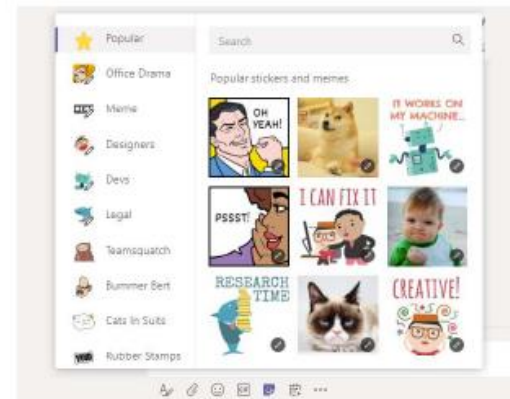 Popular
Office Drama
Meme
Designers
Devs
Legal
Teamsquatch
Bummer Bert
Cats In Suits
Rubber Stamps
Search
Popular stickers and memes
OH
YEAH!
IT WORKS ON
MY MACHINE...
PSSST!
I CAN FIX IT
RESEARCH
TIME
CREATIVE!
GIF